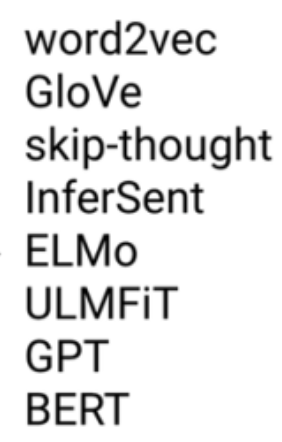 word2vec
GloVe
skip-thought
InferSent
ELMo
ULMFiT
GPT
BERT